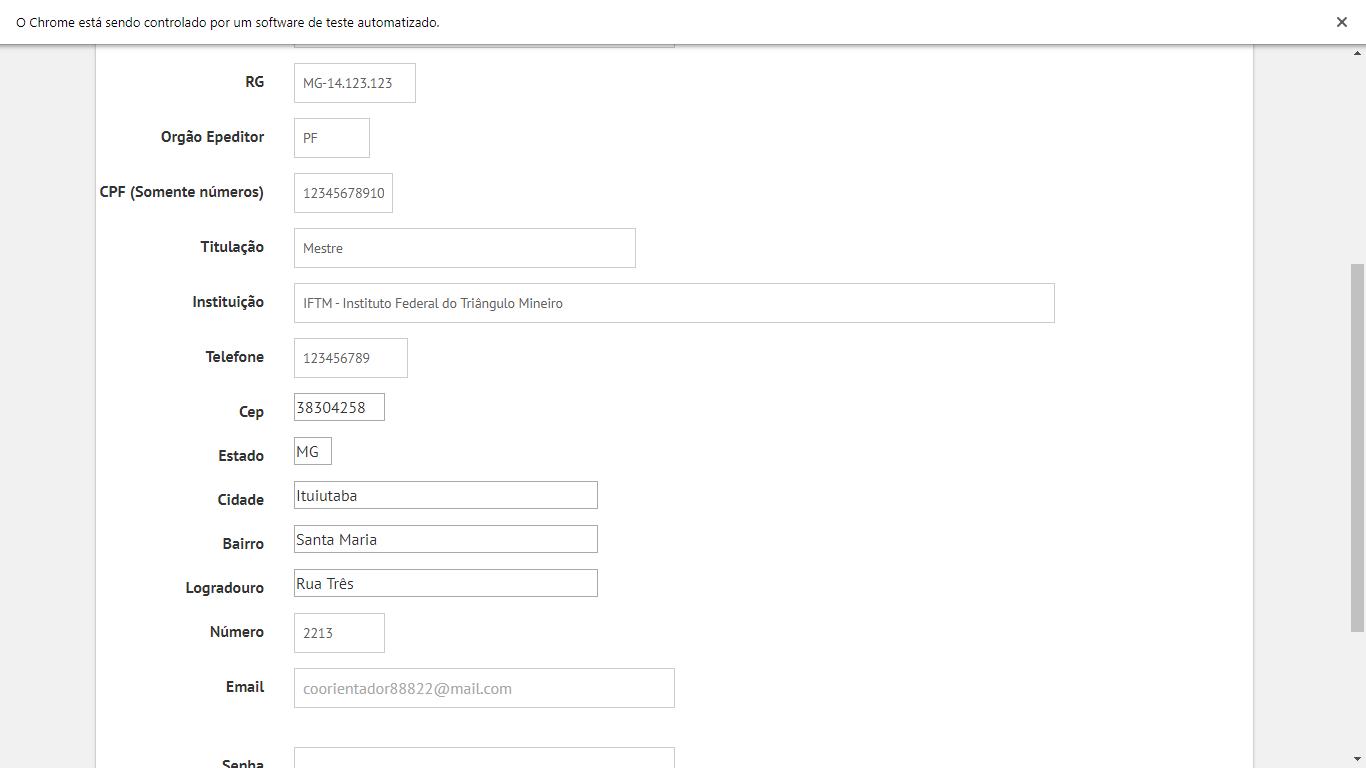 O Chrome está sendo controlado por um software de teste automatizado.
RG MG-14.123.123
Orgão Epeditor PF
CPF (Somente números) 12345678910
Titulação Mestre
Instituição IFTM - Instituto Federal do Triângulo Mineiro
Telefone 123456789
Cep 38304258
Estado MG
Cidade Ituiutaba
Bairro Santa Maria
Logradouro Rua Três
Número 2213
Email coorientador88822@mail.com
Senha